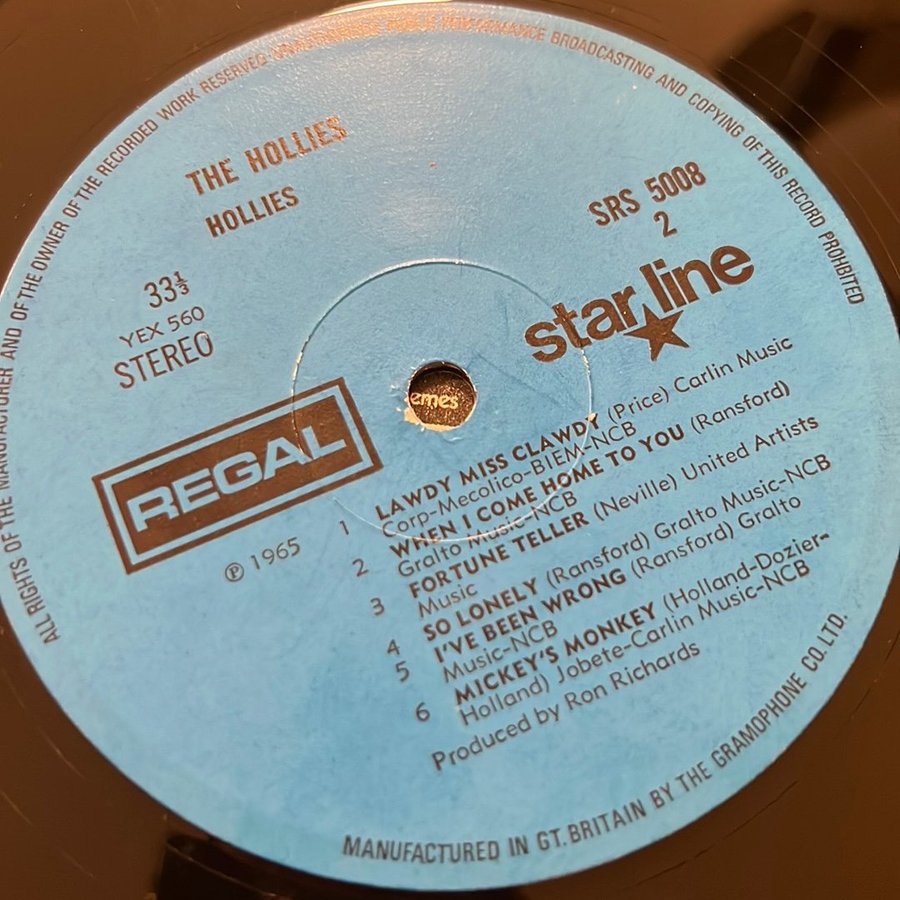 ALL RIGHTS OF THE MANUFACTURER AND OF THE OWNER OF THE RECORDED WORK RESERVED UNAUTHORISED PUBLIC PERFORMANCE BROADCASTING AND COPYING OF THIS RECORD PROHIBITED
THE HOLLIES
HOLLIES
SRS 5008
2
33⅓
YEX 560
STEREO
star line
REGAL
emes
℗ 1965
1 LAWDY MISS CLAWDY (Price) Carlin Music
Corp-Mecolico-BIEM-NCB
2 WHEN I COME HOME TO YOU (Ransford)
Gralto Music-NCB
3 FORTUNE TELLER (Neville) United Artists
Music
4 SO LONELY (Ransford) Gralto Music-NCB
5 I'VE BEEN WRONG (Ransford) Gralto
Music-NCB
6 MICKEY'S MONKEY (Holland-Dozier-
Holland) Jobete-Carlin Music-NCB
Produced by Ron Richards
MANUFACTURED IN GT. BRITAIN BY THE GRAMOPHONE CO. LTD.